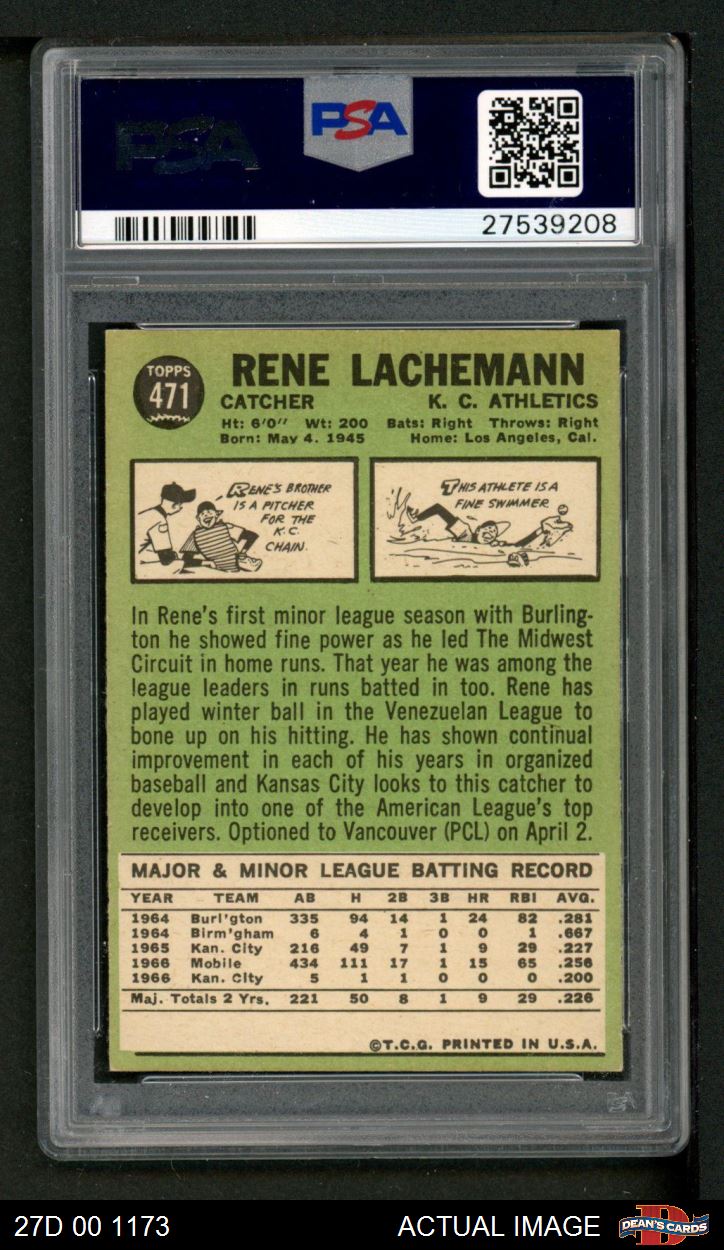 PSA
PSA
27539208
TOPPS
471
RENE LACHEMANN
CATCHER K. C. ATHLETICS
Ht: 6'0" Wt: 200 Bats: Right Throws: Right
Born: May 4, 1945 Home: Los Angeles, Cal.
RENE'S BROTHER
IS A PITCHER
FOR THE
K.C.
CHAIN.
THIS ATHLETE IS A
FINE SWIMMER
In Rene's first minor league season with Burling-
ton he showed fine power as he led The Midwest
Circuit in home runs. That year he was among the
league leaders in runs batted in too. Rene has
played winter ball in the Venezuelan League to
bone up on his hitting. He has shown continual
improvement in each of his years in organized
baseball and Kansas City looks to this catcher to
develop into one of the American League's top
receivers. Optioned to Vancouver (PCL) on April 2.
MAJOR & MINOR LEAGUE BATTING RECORD
YEAR TEAM AB H 2B 3B HR RBI AVG.
1964 Burl'gton 335 94 14 1 24 82 .281
1964 Birm'gham 6 4 1 0 0 1 .667
1965 Kan. City 216 49 7 1 9 29 .227
1966 Mobile 434 111 17 1 15 65 .256
1966 Kan. City 5 1 1 0 0 0 .200
Maj. Totals 2 Yrs. 221 50 8 1 9 29 .226
©T.C.G. PRINTED IN U.S.A.
27D 00 1173 ACTUAL IMAGE DEAN'S CARDS